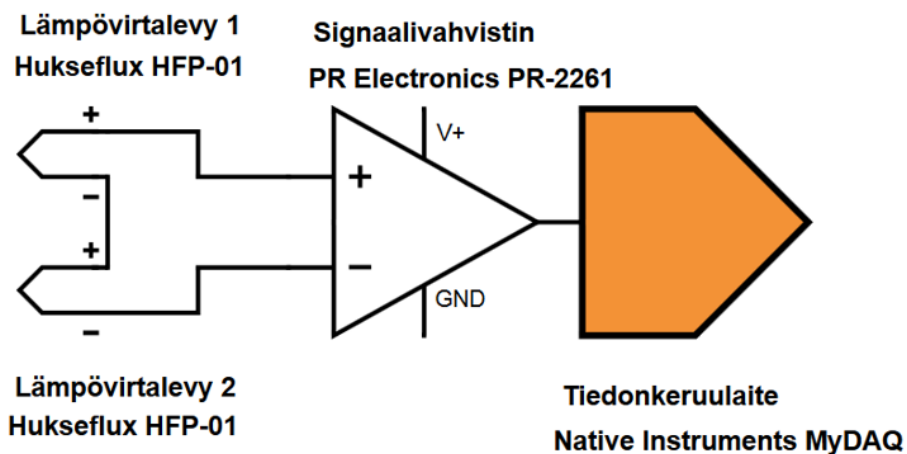 Lämpövirtalevy 1
Hukseflux HFP-01
Signaalivahvistin
PR Electronics PR-2261
+
V+
+
−
+
−
GND
−
Lämpövirtalevy 2
Hukseflux HFP-01
Tiedonkeruulaite
Native Instruments MyDAQ